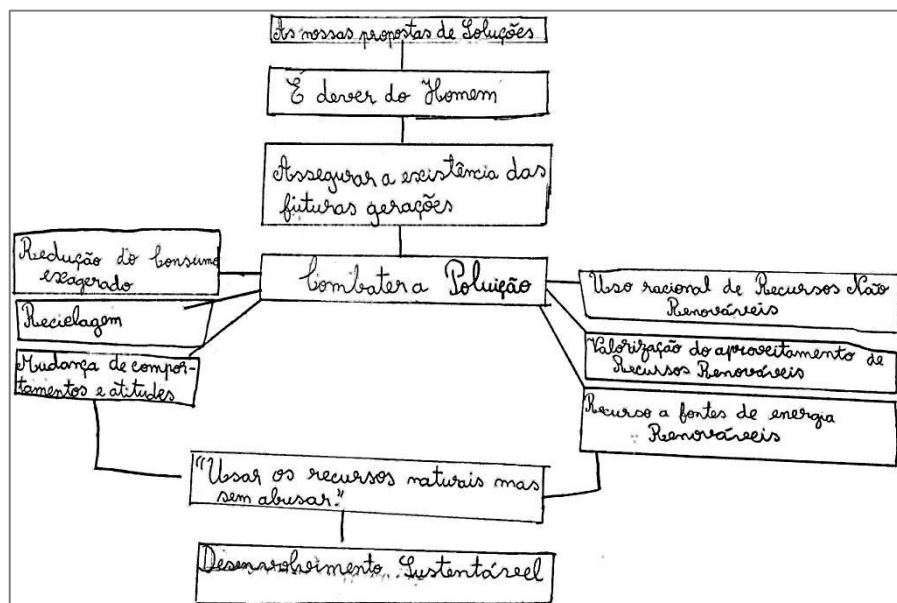 As nossas propostas de Soluções
É dever do Homem
Assegurar a existência das
futuras gerações
Combater a Poluição
Redução do Consumo
exagerado
Reciclagem
Mudança de compor-
tamentos e atitudes
Uso racional de Recursos Não
Renováveis
Valorização do aproveitamento de
Recursos Renováveis
Recurso a fontes de energia
Renováveis
"Usar os recursos naturais mas
sem abusar."
Desenvolvimento Sustentável